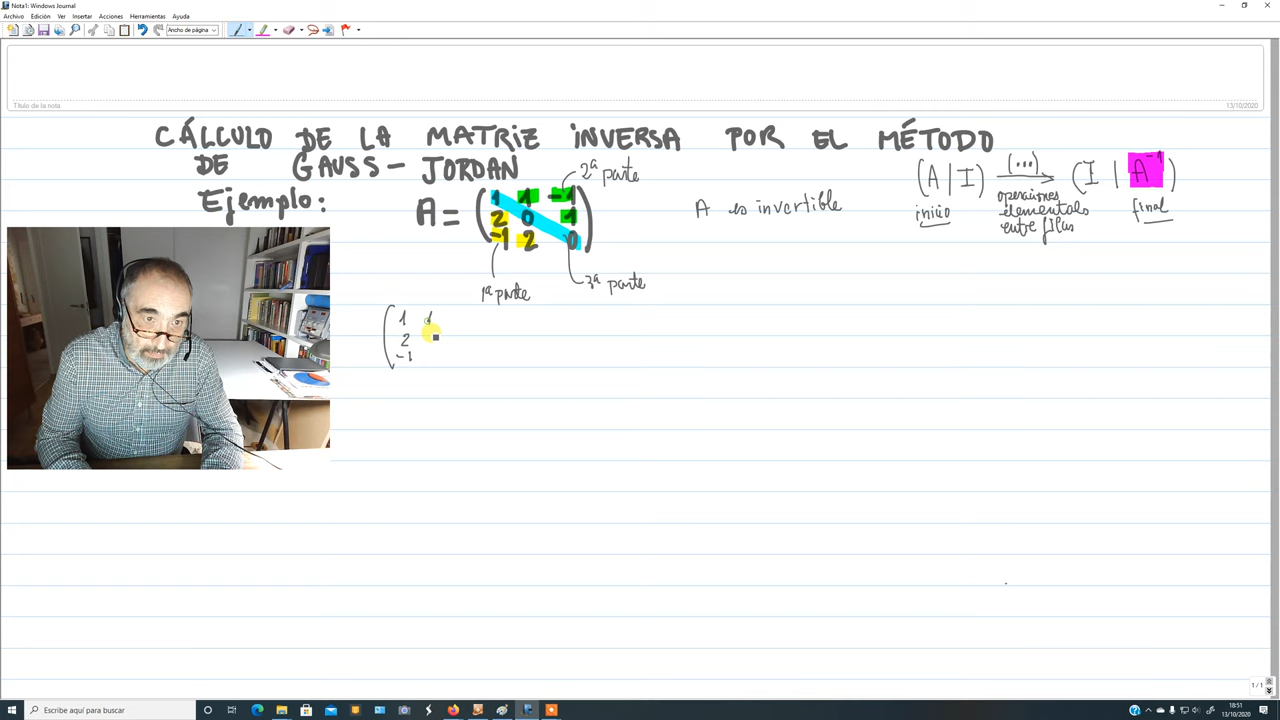 Nota1: Windows Journal
Archivo Edición Ver Insertar Acciones Herramientas Ayuda
Ancho de página
Título de la nota
13/10/2020
CÁLCULO DE LA MATRIZ INVERSA POR EL MÉTODO
DE GAUSS-JORDAN
Ejemplo:
2ª parte
A = ( 1 1 -1
2 0 1
-1 2 0 )
1ª parte
3ª parte
A es invertible
(A | I) (...) (I | A⁻¹)
inicio
operaciones
elementales
entre filas
final
( 1 1
2
-1
1 / 1
Escribe aquí para buscar
18:51
13/10/2020